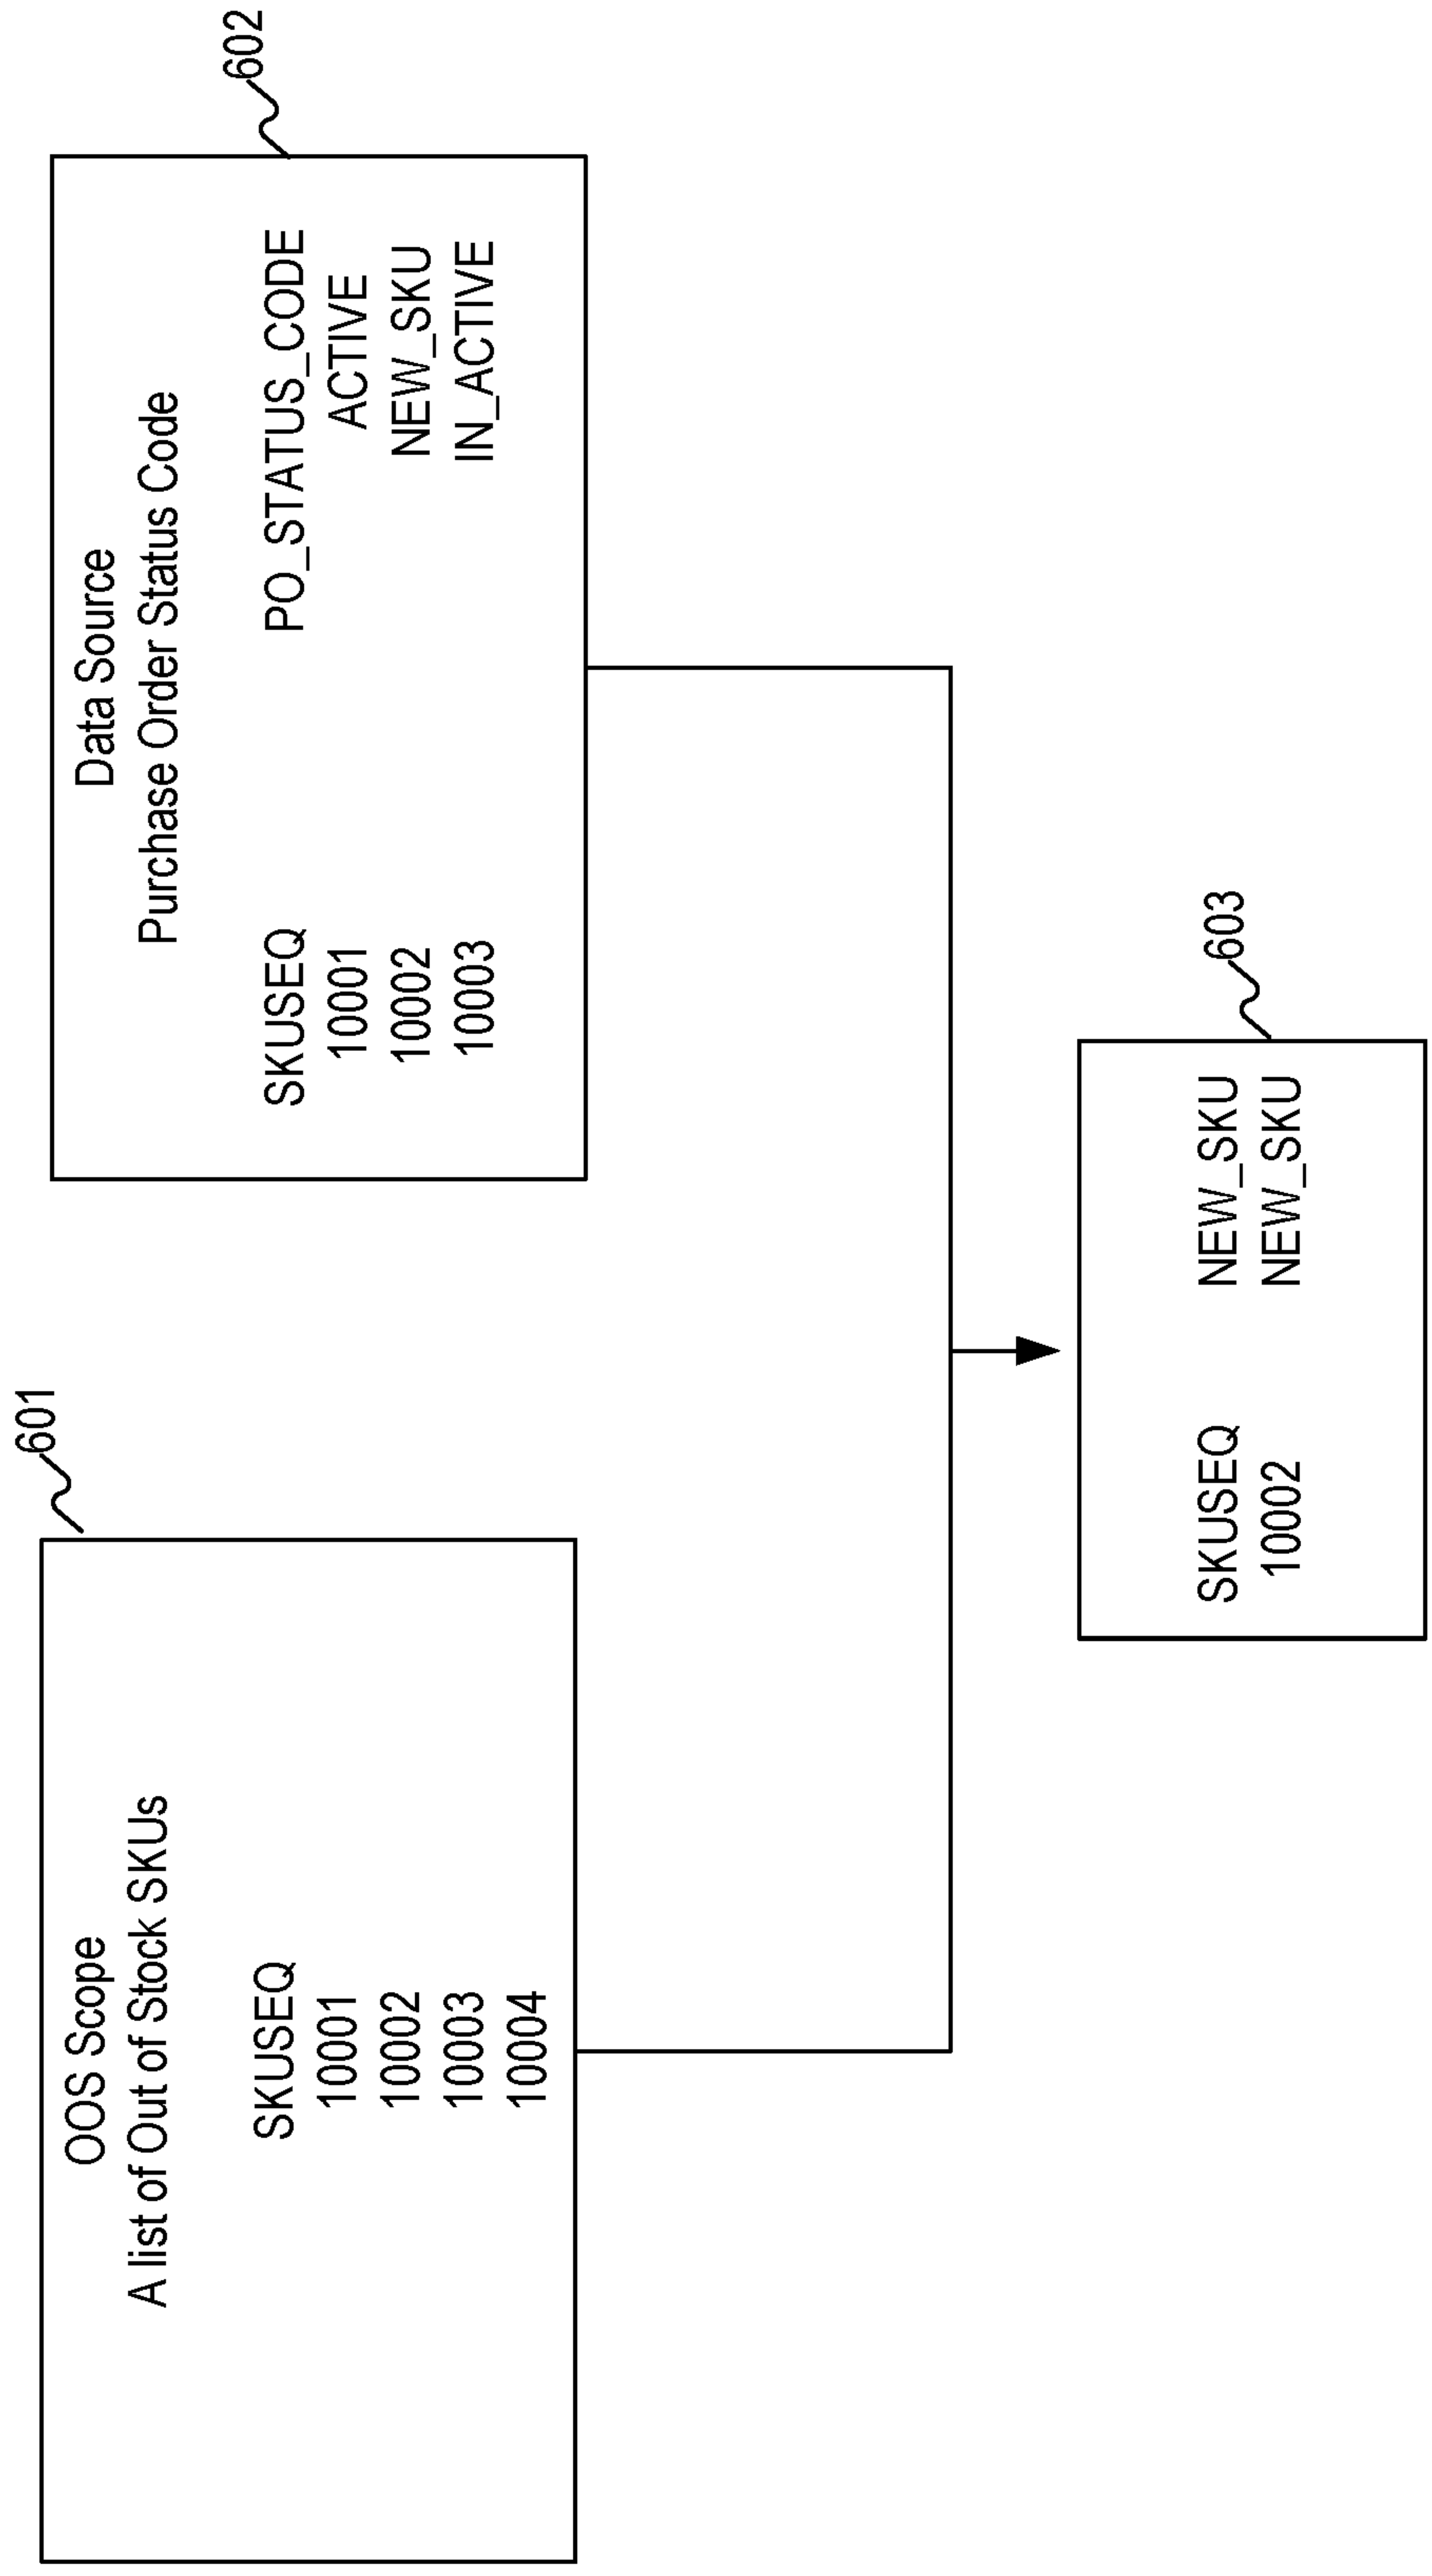 601
OOS Scope
A list of Out of Stock SKUs
SKUSEQ
10001
10002
10003
10004
602
Data Source
Purchase Order Status Code
SKUSEQ PO_STATUS_CODE
10001 ACTIVE
10002 NEW_SKU
10003 IN_ACTIVE
603
SKUSEQ NEW_SKU
10002 NEW_SKU